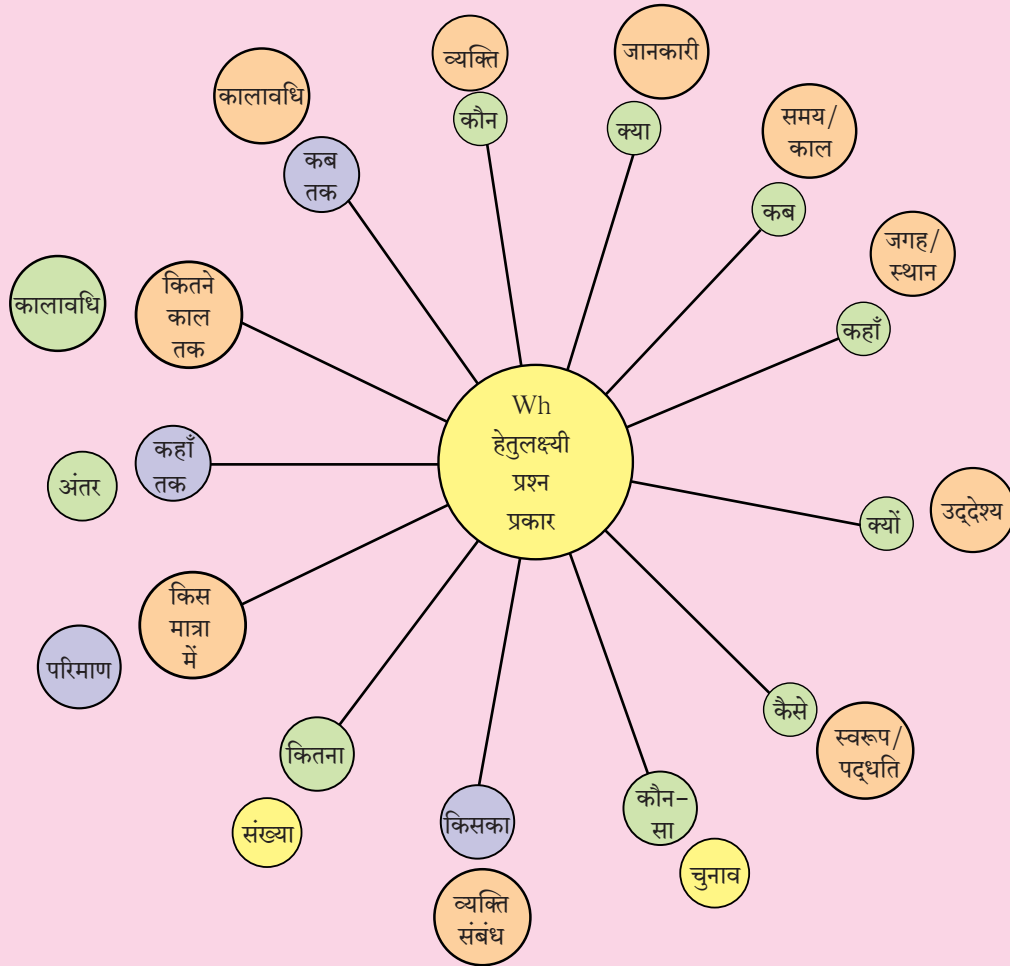 Wh
हेतुलक्ष्यी
प्रश्न
प्रकार
व्यक्ति
कौन
जानकारी
क्या
समय/
काल
कब
जगह/
स्थान
कहाँ
उद्‌देश्य
क्यों
स्वरूप/
पद्‌धति
कैसे
कौन-
सा
चुनाव
किसका
व्यक्ति
संबंध
कितना
संख्या
किस
मात्रा
में
परिमाण
कहाँ
तक
अंतर
कितने
काल
तक
कालावधि
कब
तक
कालावधि